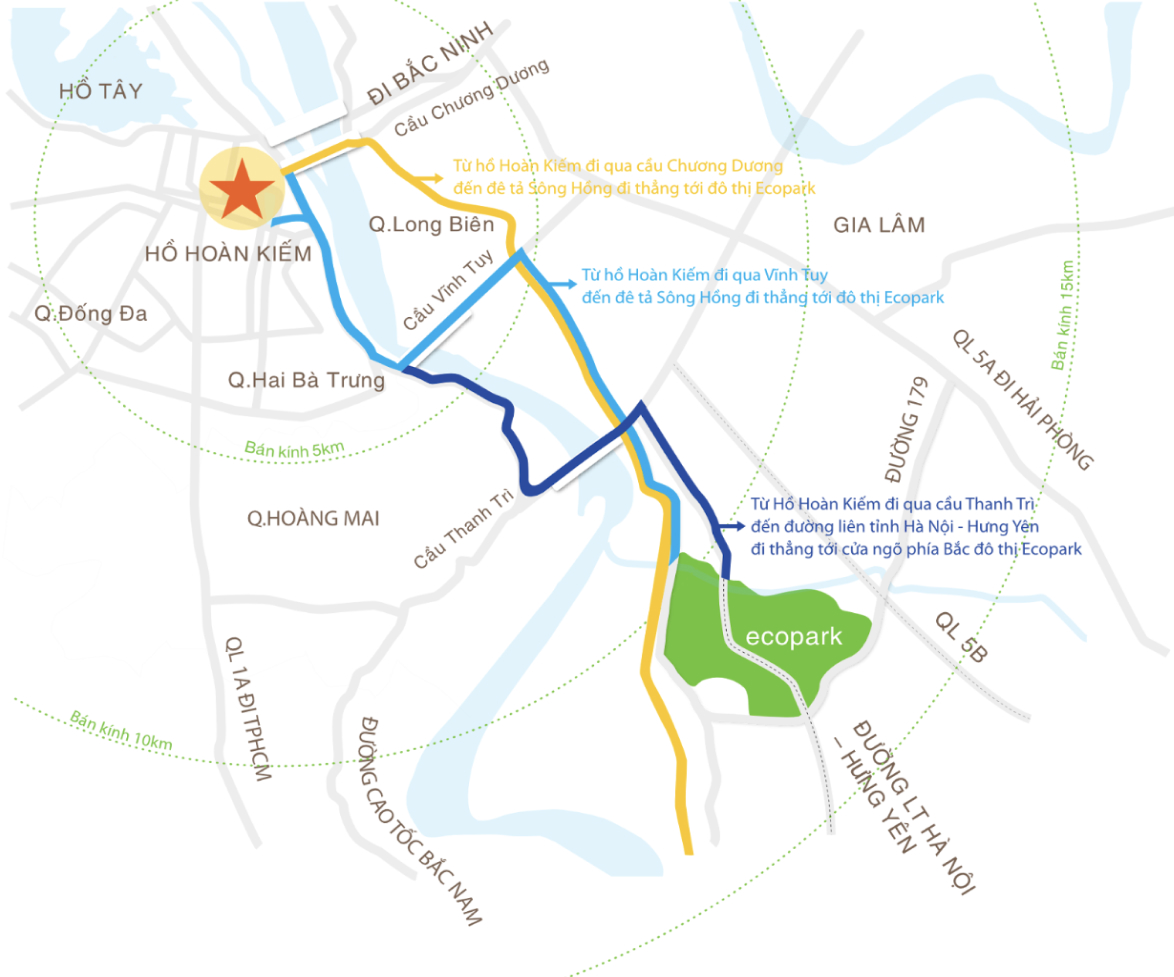 HỒ TÂY
ĐI BẮC NINH
Cầu Chương Dương
Từ hồ Hoàn Kiếm đi qua cầu Chương Dương
đến đê tả Sông Hồng đi thẳng tới đô thị Ecopark
Q.Long Biên
GIA LÂM
HỒ HOÀN KIẾM
Cầu Vĩnh Tuy
Từ hồ Hoàn Kiếm đi qua Vĩnh Tuy
đến đê tả Sông Hồng đi thẳng tới đô thị Ecopark
Bán kính 15km
Q.Đống Đa
QL 5A ĐI HẢI PHÒNG
Q.Hai Bà Trưng
ĐƯỜNG 179
Bán kính 5km
Q.HOÀNG MAI
Cầu Thanh Trì
Từ Hồ Hoàn Kiếm đi qua cầu Thanh Trì
đến đường liên tỉnh Hà Nội - Hưng Yên
đi thẳng tới cửa ngõ phía Bắc đô thị Ecopark
ecopark
QL 5B
QL 1A ĐI TPHCM
Bán kính 10km
ĐƯỜNG CAO TỐC BẮC NAM
ĐƯỜNG LT HÀ NỘI
– HƯNG YÊN